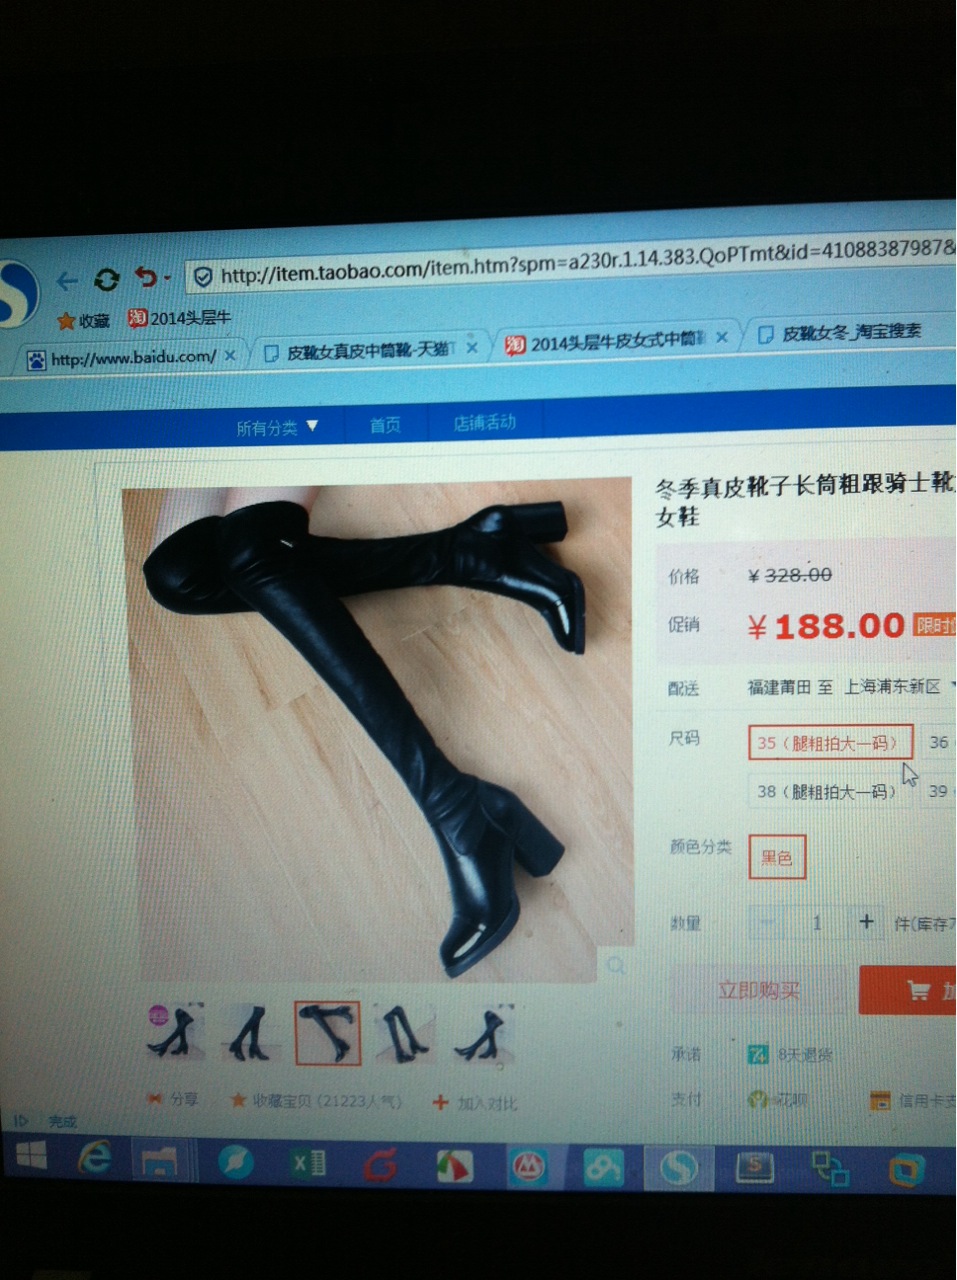 http://item.taobao.com/item.htm?spm=a230r.1.14.383.QoPTmt&id=41088387987&
收藏 2014头层牛
http://www.baidu.com/ 皮靴女真皮中筒靴-天猫T 2014头层牛皮女式中筒 皮靴女冬_淘宝搜索
所有分类 首页 店铺活动
冬季真皮靴子长筒粗跟骑士靴
女鞋
价格 ¥ 328.00
促销 ¥ 188.00 限时
配送 福建莆田 至 上海浦东新区
尺码 35（腿粗拍大一码） 36
38（腿粗拍大一码） 39
颜色分类 黑色
数量 1 件(库存7
立即购买
承诺 8天退货
支付 花呗 信用卡支
分享 收藏宝贝 (21223人气) 加入对比
完成